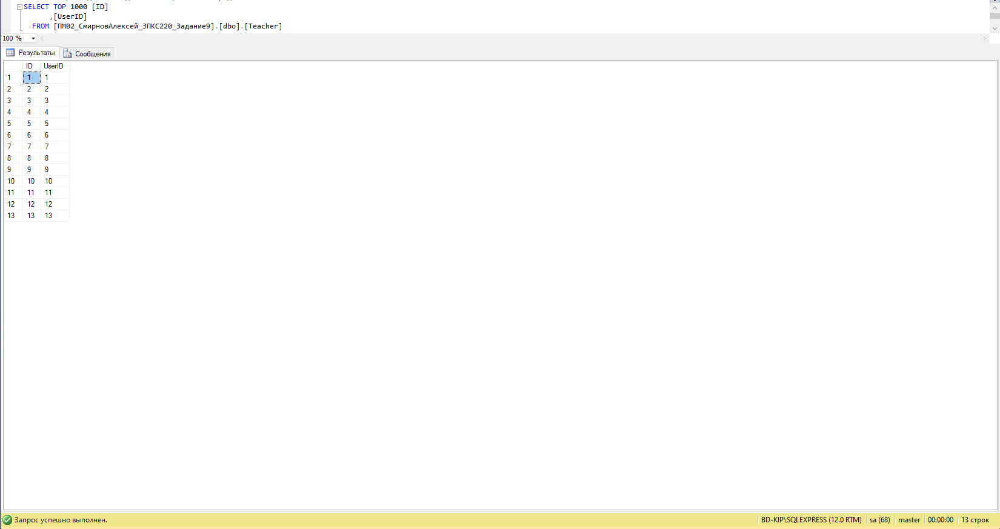 SELECT TOP 1000 [ID]
,[UserID]
FROM [ПМ02_СмирновАлексей_3ПКС220_Задание9].[dbo].[Teacher]
100 %
Результаты Сообщения
ID UserID
1 1 1
2 2 2
3 3 3
4 4 4
5 5 5
6 6 6
7 7 7
8 8 8
9 9 9
10 10 10
11 11 11
12 12 12
13 13 13
Запрос успешно выполнен. BD-KIP\SQLEXPRESS (12.0 RTM) sa (68) master 00:00:00 13 строк